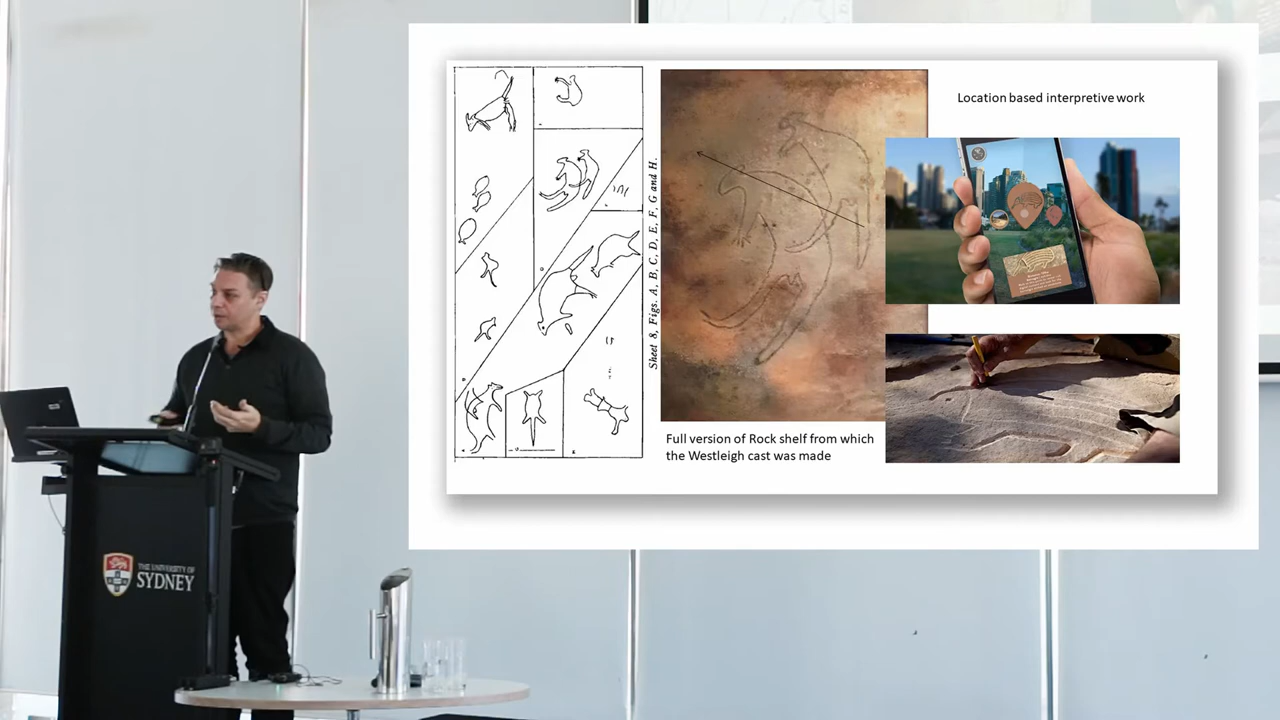 Location based interpretive work
Sheet 8, Figs. A, B, C, D, E, F, G and H.
Full version of Rock shelf from which
the Westleigh cast was made
THE UNIVERSITY OF
SYDNEY